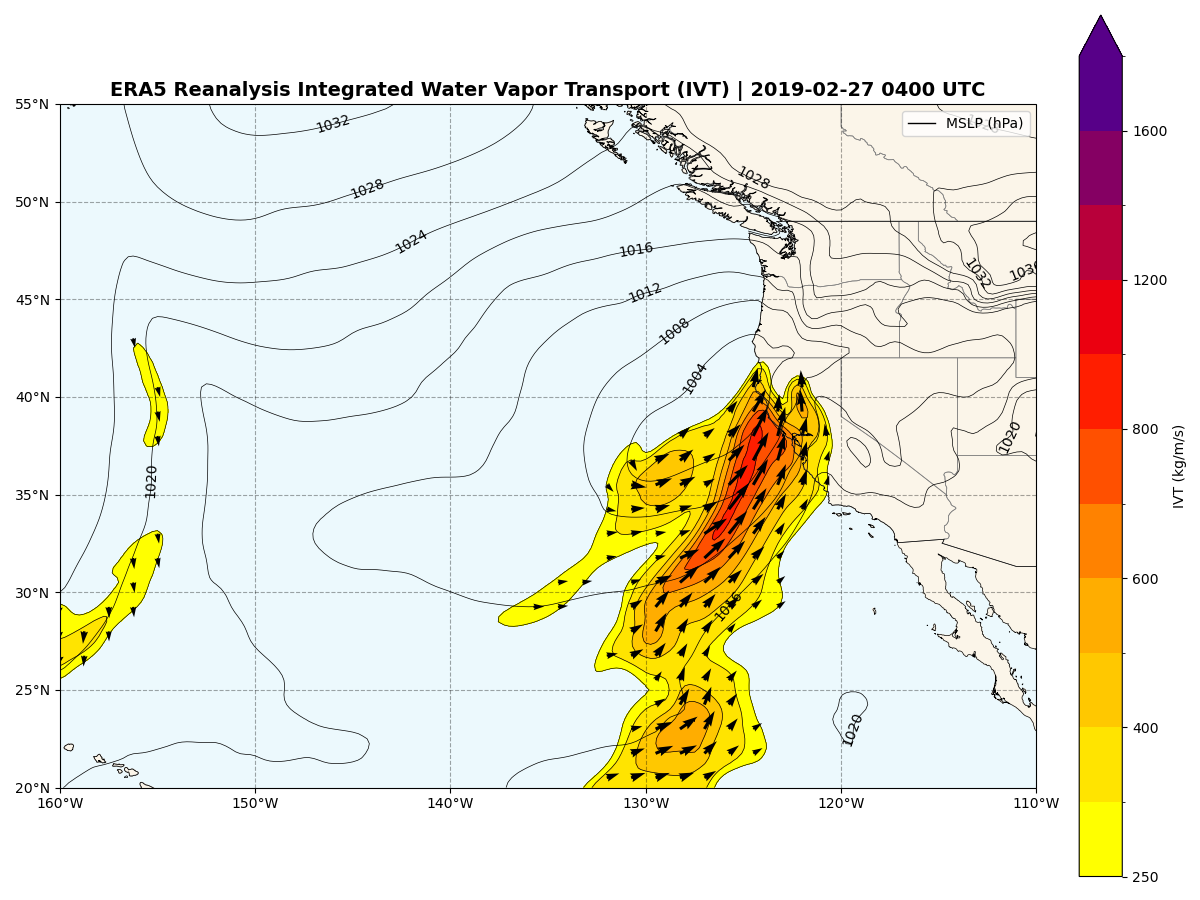 ERA5 Reanalysis Integrated Water Vapor Transport (IVT) | 2019-02-27 0400 UTC
MSLP (hPa)
55°N
50°N
45°N
40°N
35°N
30°N
25°N
20°N
160°W
150°W
140°W
130°W
120°W
110°W
1032
1028
1024
1016
1012
1008
1004
1028
1032
1036
1020
1020
1016
1020
1600
1200
800
600
400
250
IVT (kg/m/s)